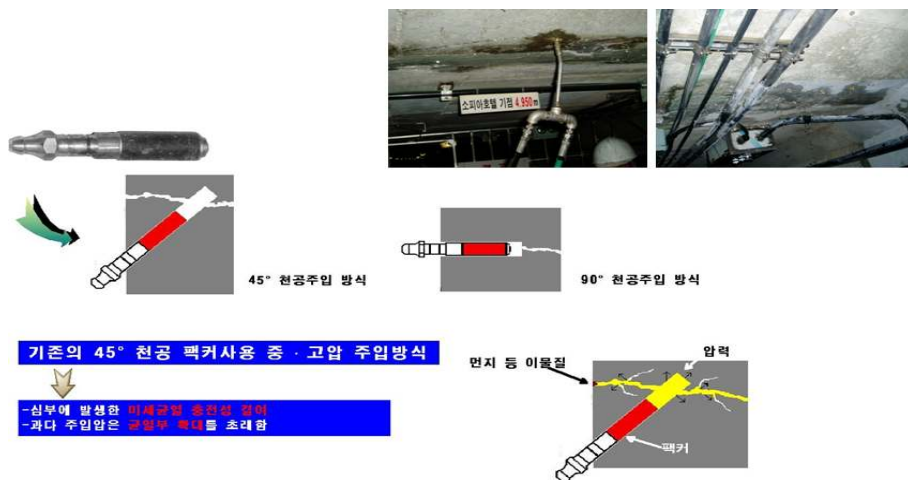 소피아호텔 기점 4,950m
45° 천공주입 방식
90° 천공주입 방식
기존의 45° 천공 팩커사용 중 · 고압 주입방식
-심부에 발생한 미세균열 충전성 결여
-과다 주입압은 균열부 확대를 초래함
먼지 등 이물질
압력
팩커